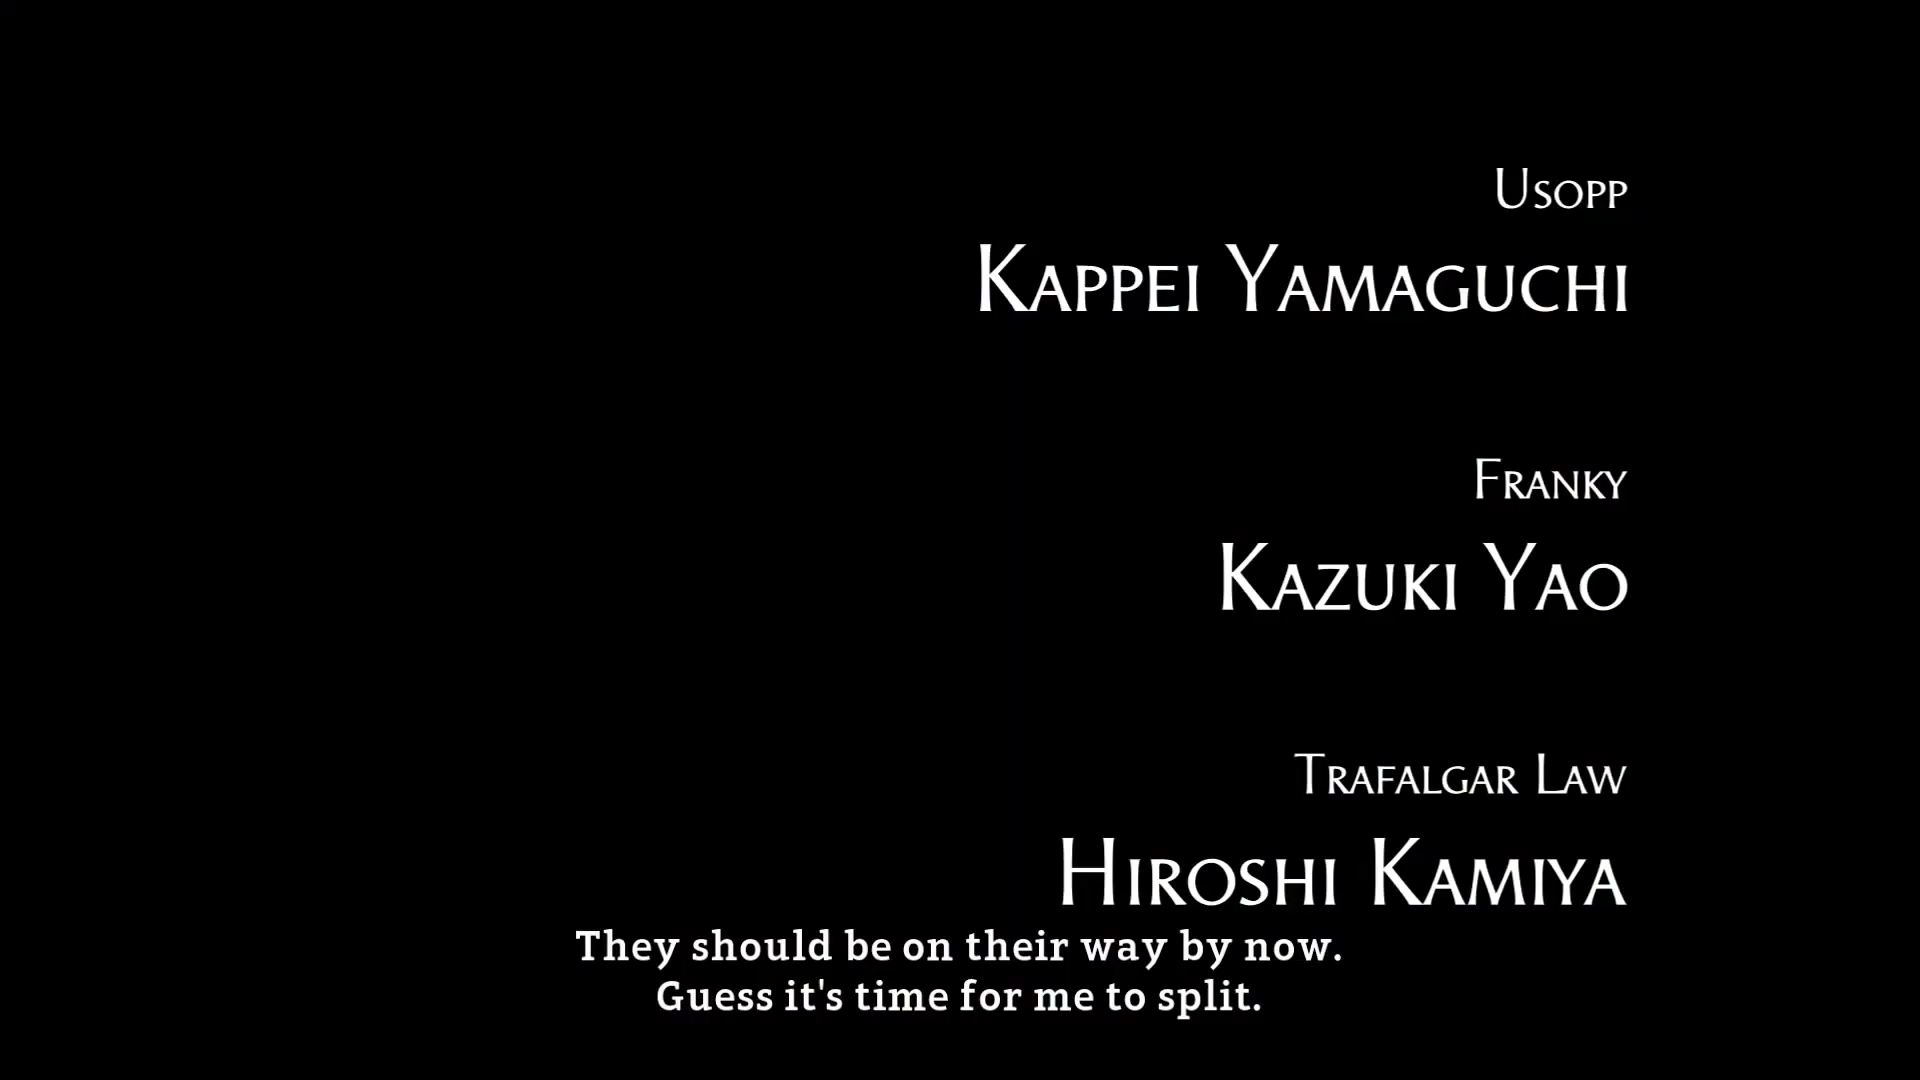 Usopp
Kappei Yamaguchi
Franky
Kazuki Yao
Trafalgar Law
Hiroshi Kamiya
They should be on their way by now.
Guess it's time for me to split.